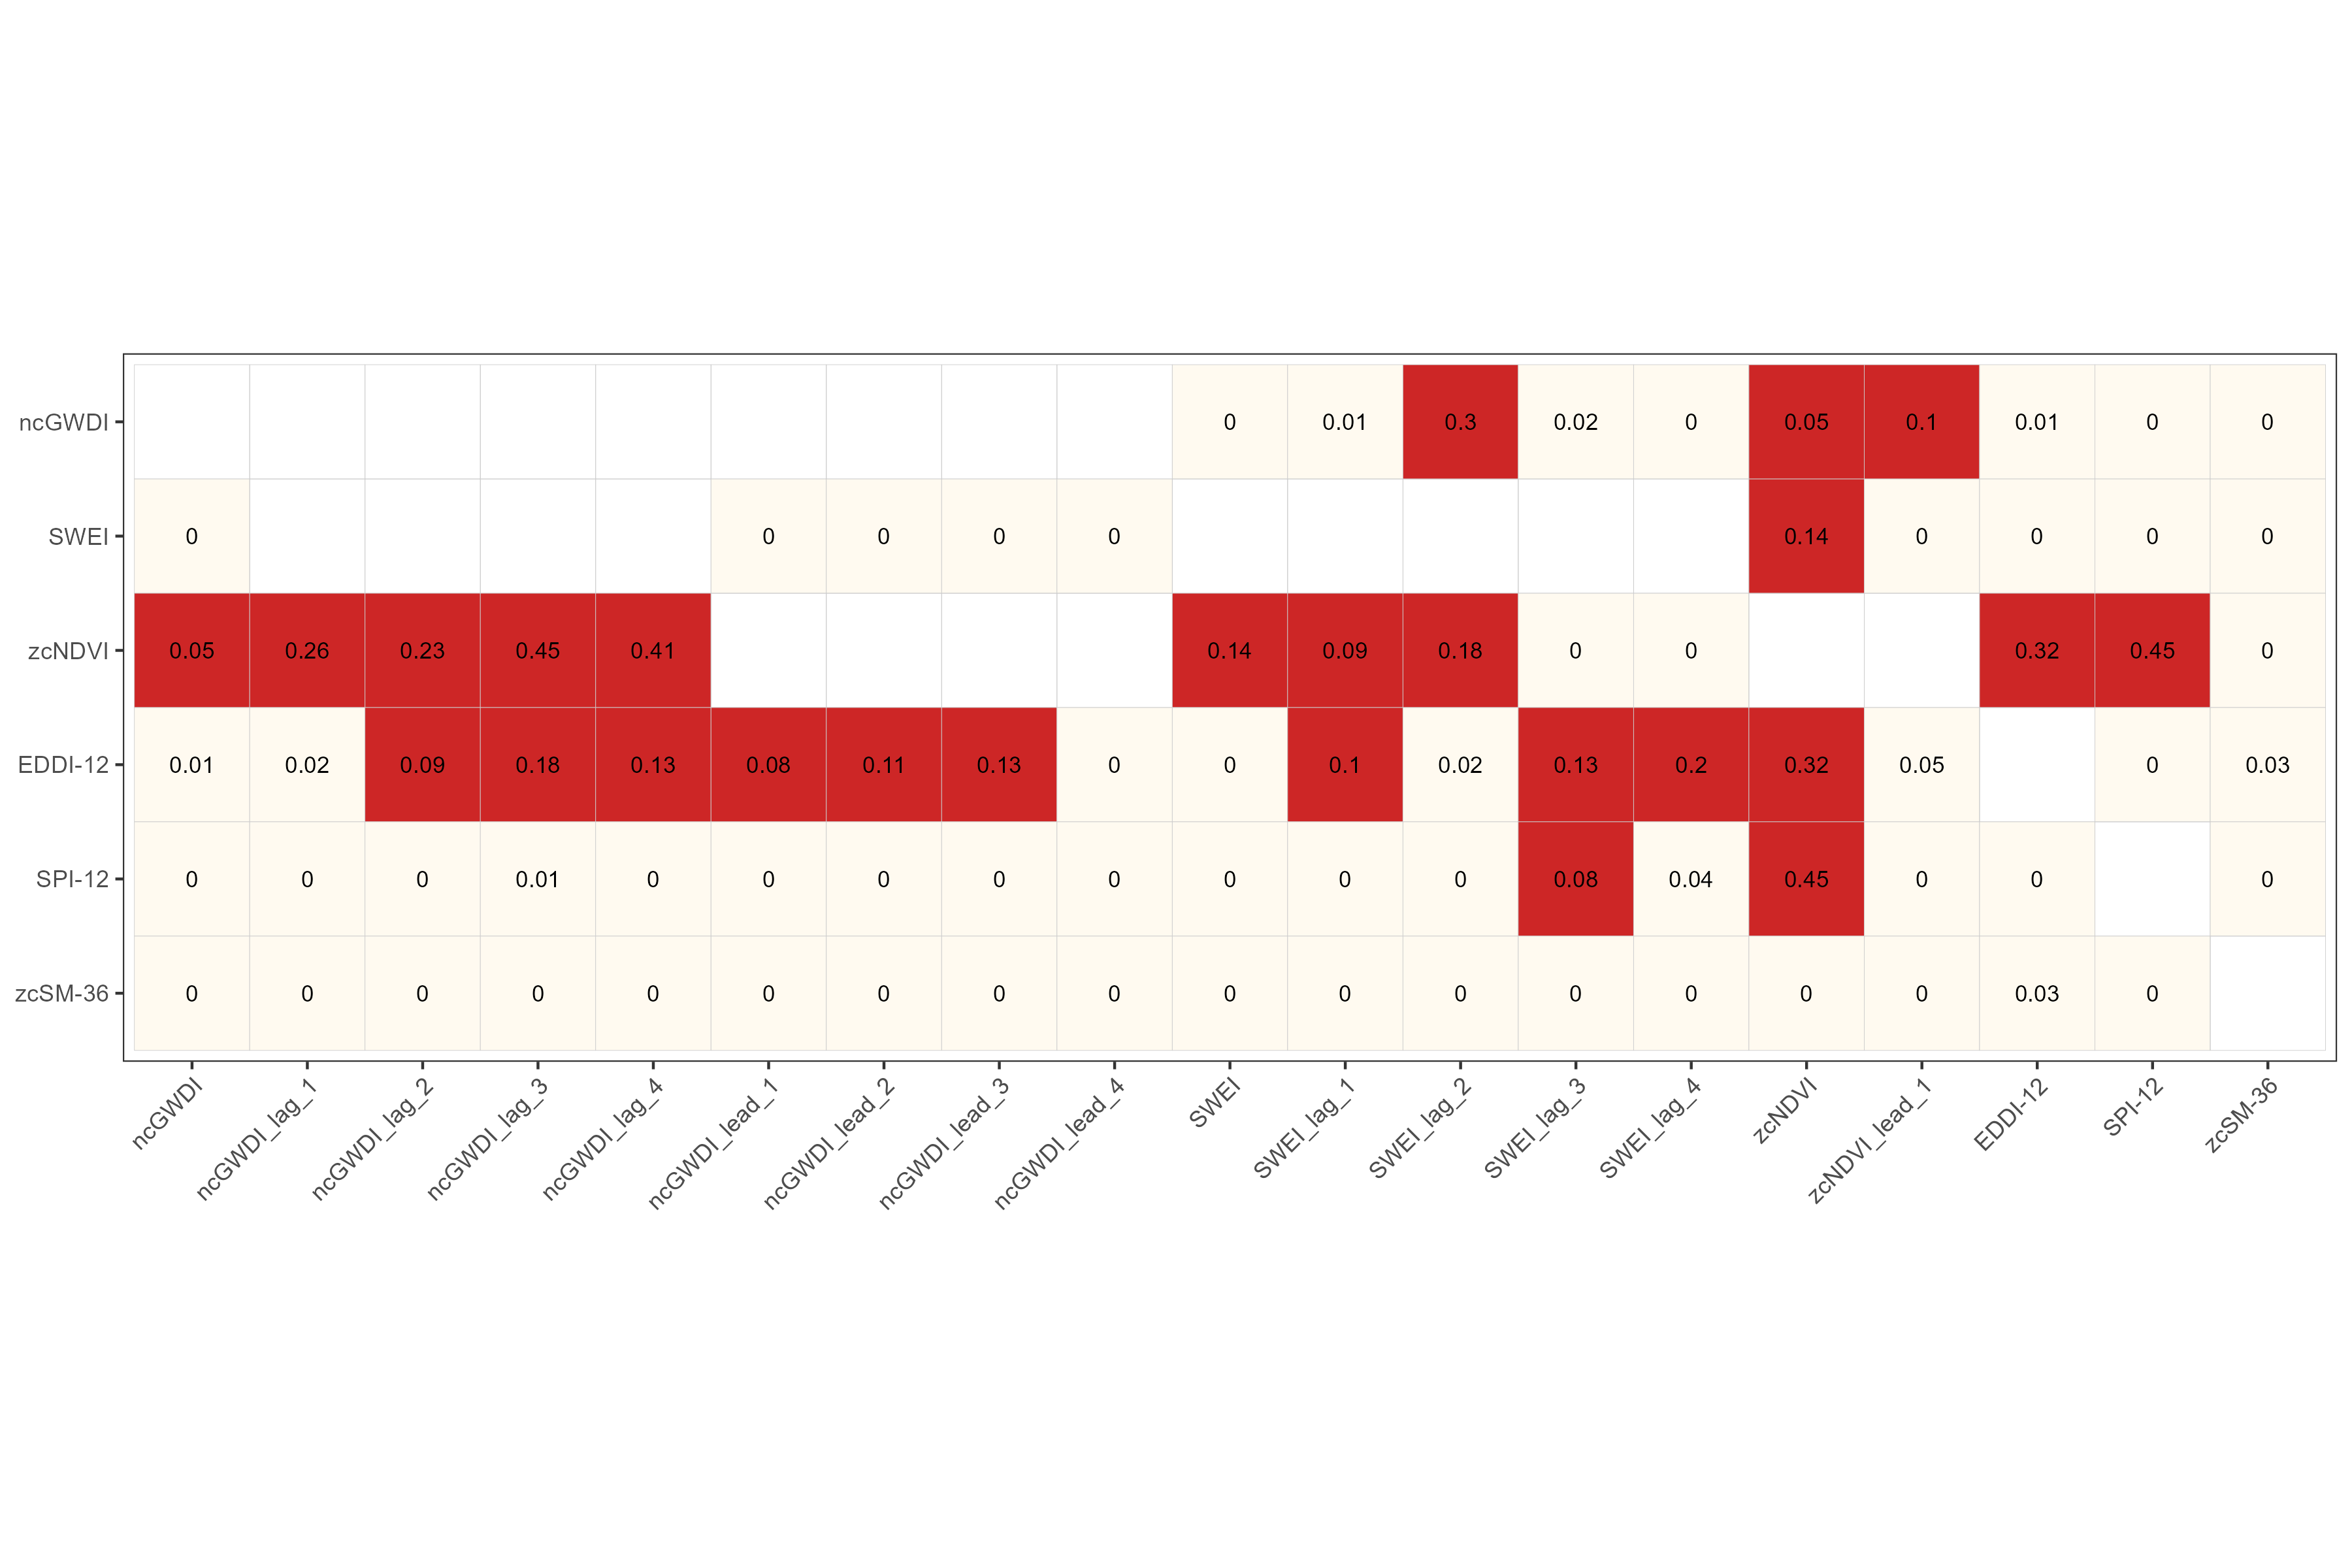 ncGWDI 0 0.01 0.3 0.02 0 0.05 0.1 0.01 0 0
SWEI 0 0 0 0 0 0.14 0 0 0 0
zcNDVI 0.05 0.26 0.23 0.45 0.41 0.14 0.09 0.18 0 0 0.32 0.45 0
EDDI-12 0.01 0.02 0.09 0.18 0.13 0.08 0.11 0.13 0 0 0.1 0.02 0.13 0.2 0.32 0.05 0 0.03
SPI-12 0 0 0 0.01 0 0 0 0 0 0 0 0 0.08 0.04 0.45 0 0 0
zcSM-36 0 0 0 0 0 0 0 0 0 0 0 0 0 0 0 0 0.03 0
ncGWDI
ncGWDI_lag_1
ncGWDI_lag_2
ncGWDI_lag_3
ncGWDI_lag_4
ncGWDI_lead_1
ncGWDI_lead_2
ncGWDI_lead_3
ncGWDI_lead_4
SWEI
SWEI_lag_1
SWEI_lag_2
SWEI_lag_3
SWEI_lag_4
zcNDVI
zcNDVI_lead_1
EDDI-12
SPI-12
zcSM-36